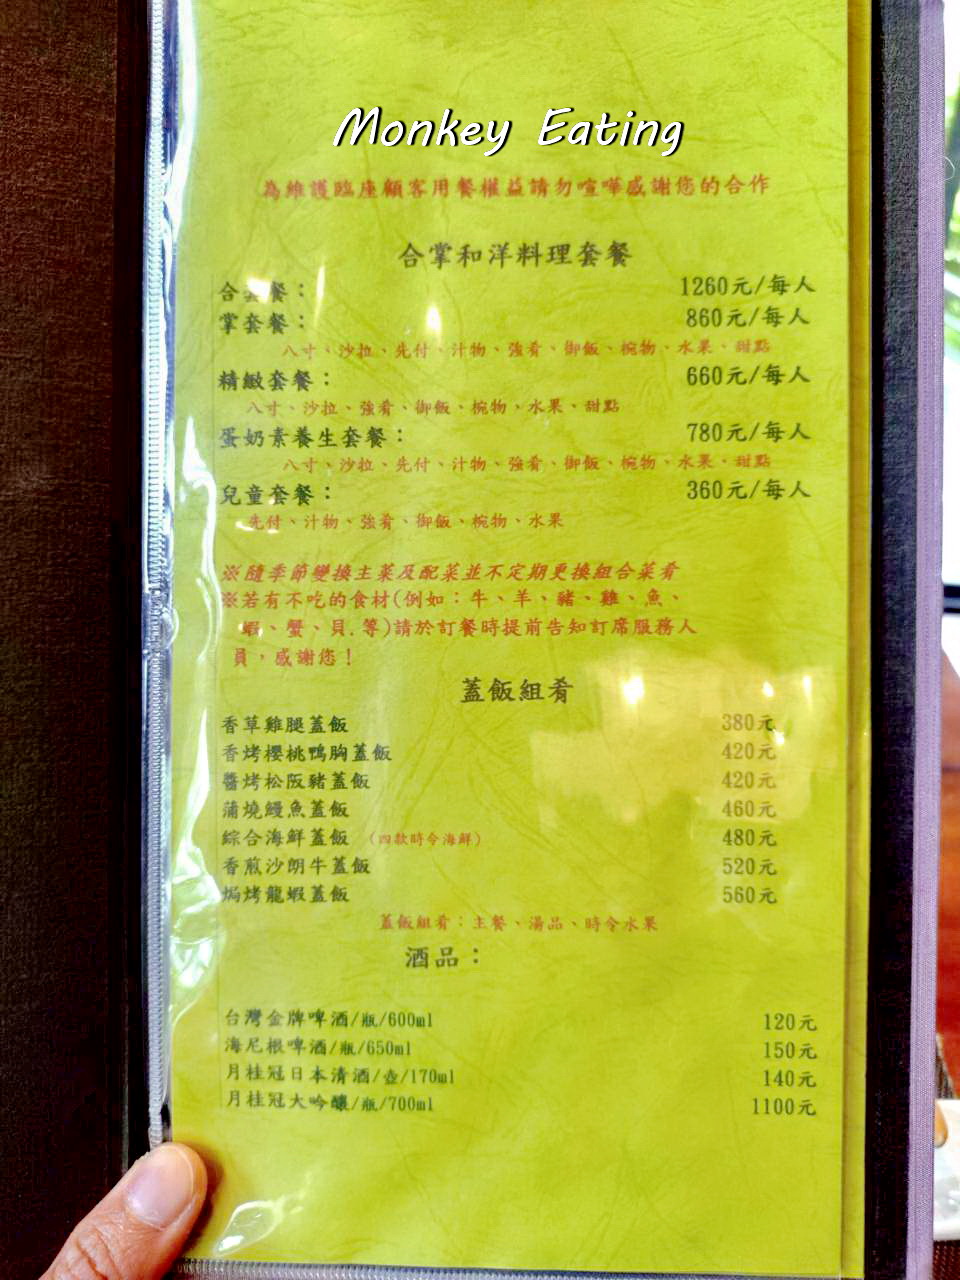 Monkey Eating
為維護臨座顧客用餐權益請勿喧嘩感謝您的合作
合掌和洋料理套餐
合套餐： 1260元/每人
掌套餐： 860元/每人
八寸、沙拉、先付、汁物、強肴、御飯、椀物、水果、甜點
精緻套餐： 660元/每人
八寸、沙拉、強肴、御飯、椀物、水果、甜點
蛋奶素養生套餐： 780元/每人
八寸、沙拉、先付、汁物、強肴、御飯、椀物、水果、甜點
兒童套餐： 360元/每人
先付、汁物、強肴、御飯、椀物、水果
※隨季節變換主菜及配菜並不定期更換組合菜肴
※若有不吃的食材(例如：牛、羊、豬、雞、魚、
蝦、蟹、貝.等)請於訂餐時提前告知訂席服務人
員，感謝您！
蓋飯組肴
香草雞腿蓋飯 380元
香烤櫻桃鴨胸蓋飯 420元
醬烤松阪豬蓋飯 420元
蒲燒鰻魚蓋飯 460元
綜合海鮮蓋飯 (四款時令海鮮) 480元
香煎沙朗牛蓋飯 520元
焗烤龍蝦蓋飯 560元
蓋飯組肴：主餐、湯品、時令水果
酒品：
台灣金牌啤酒/瓶/600ml 120元
海尼根啤酒/瓶/650ml 150元
月桂冠日本清酒/壺/170ml 140元
月桂冠大吟釀/瓶/700ml 1100元